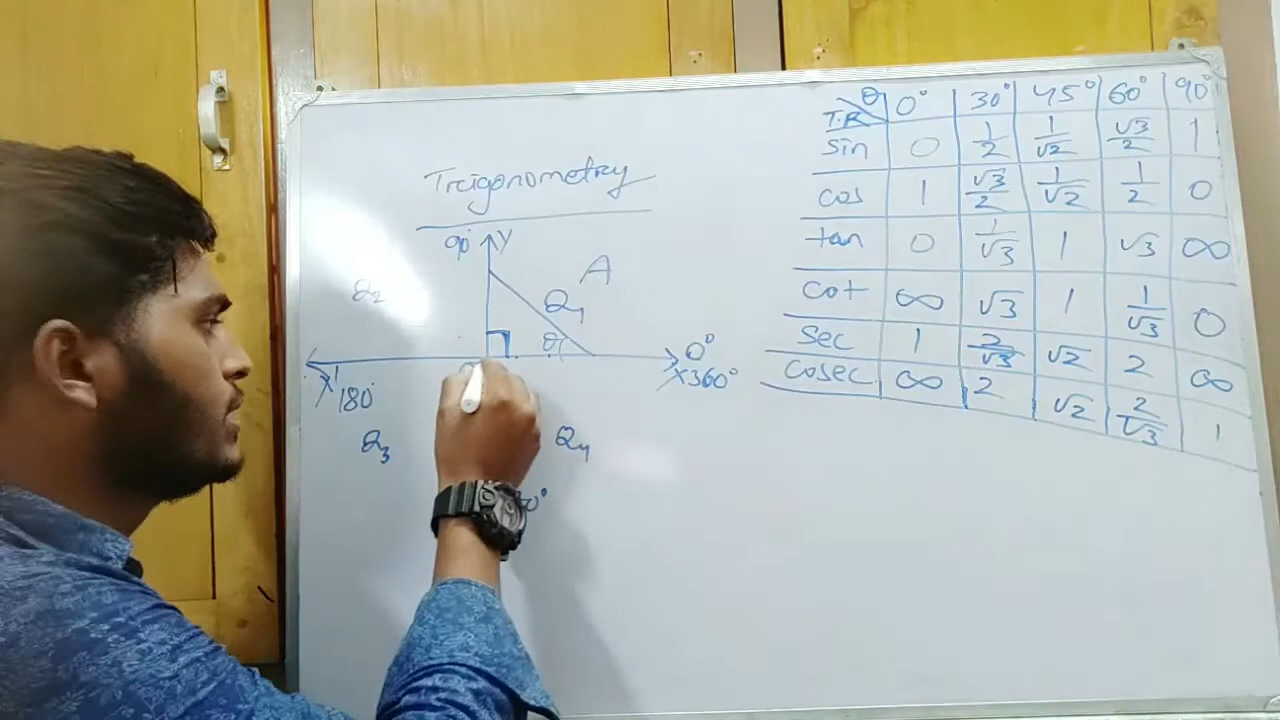 Trigonometry
90° Y
Q2
Q1
A
θ
0°
X'
180°
X 360°
Q3
Q4
0°
θ
T.R
0° 30° 45° 60° 90°
sin 0 1/2 1/√2 √3/2 1
cos 1 √3/2 1/√2 1/2 0
tan 0 1/√3 1 √3 ∞
cot ∞ √3 1 1/√3 0
sec 1 2/√3 √2 2 ∞
cosec ∞ 2 √2 2/√3 1